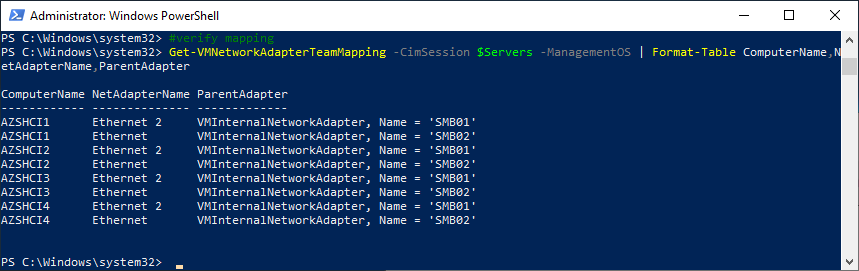 Administrator: Windows PowerShell
PS C:\Windows\system32> #verify mapping
PS C:\Windows\system32> Get-VMNetworkAdapterTeamMapping -CimSession $Servers -ManagementOS | Format-Table ComputerName,N
etAdapterName,ParentAdapter
ComputerName NetAdapterName ParentAdapter
------------ -------------- -------------
AZSHCI1      Ethernet 2     VMInternalNetworkAdapter, Name = 'SMB01'
AZSHCI1      Ethernet       VMInternalNetworkAdapter, Name = 'SMB02'
AZSHCI2      Ethernet 2     VMInternalNetworkAdapter, Name = 'SMB01'
AZSHCI2      Ethernet       VMInternalNetworkAdapter, Name = 'SMB02'
AZSHCI3      Ethernet 2     VMInternalNetworkAdapter, Name = 'SMB01'
AZSHCI3      Ethernet       VMInternalNetworkAdapter, Name = 'SMB02'
AZSHCI4      Ethernet 2     VMInternalNetworkAdapter, Name = 'SMB01'
AZSHCI4      Ethernet       VMInternalNetworkAdapter, Name = 'SMB02'
PS C:\Windows\system32>